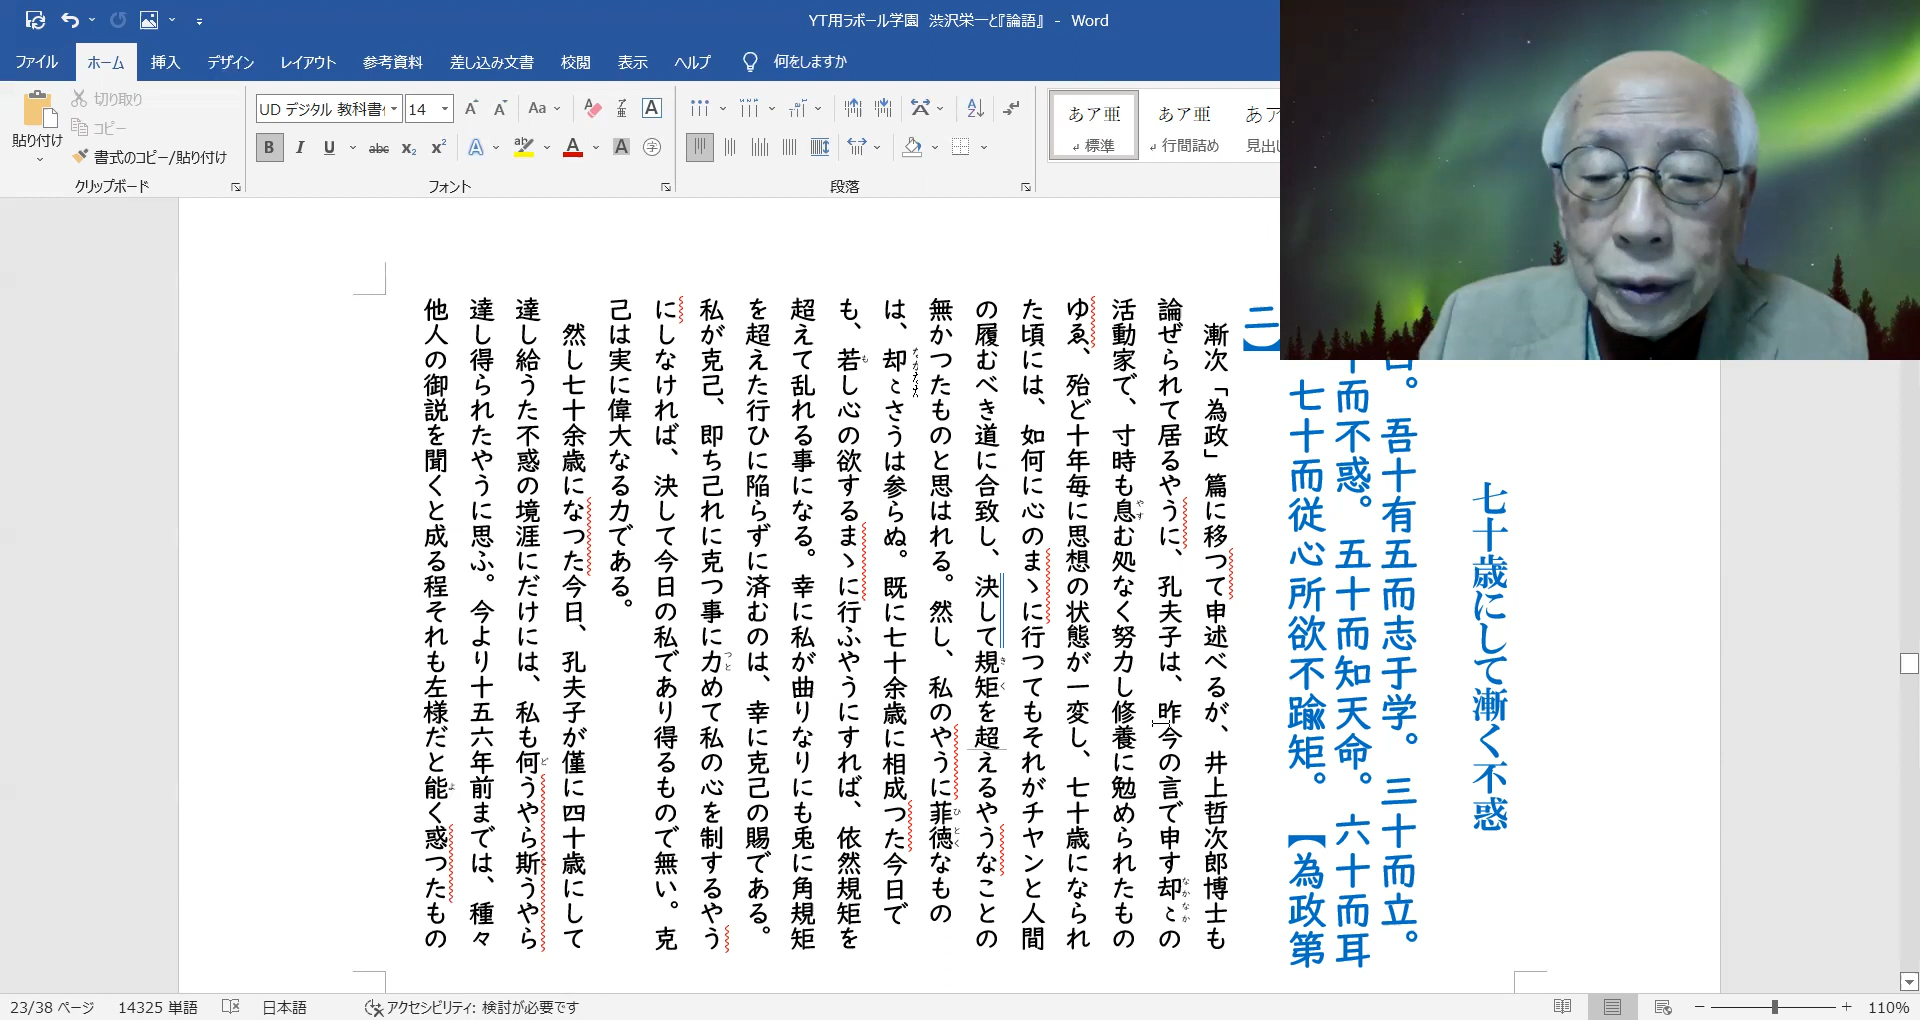 YT用ラボール学園 渋沢栄一と『論語』 - Word
ファイル ホーム 挿入 デザイン レイアウト 参考資料 差し込み文書 校閲 表示 ヘルプ 何をしますか
貼り付け
切り取り
コピー
書式のコピー/貼り付け
クリップボード
UD デジタル 教科書 14
フォント
段落
あア亜 標準
あア亜 行間詰め
あア 見出し
七十歳にして漸く不惑
曰。吾十有五而志于学。三十而立。
十而不惑。五十而知天命。六十而耳
七十而従心所欲不踰矩。【為政第
二】
漸次「為政」篇に移つて申述べるが、井上哲次郎博士も
論ぜられて居るやうに、孔夫子は、昨今の言で申す却〻の
なかなか
活動家で、寸時も息む処なく努力し修養に勉められたもの
やす
ゆゑ、殆ど十年毎に思想の状態が一変し、七十歳になられ
た頃には、如何に心のまゝに行つてもそれがチヤンと人間
の履むべき道に合致し、決して規矩を超えるやうなことの
きく
無かつたものと思はれる。然し、私のやうに菲徳なもの
ひとく
は、却〻さうは参らぬ。既に七十余歳に相成つた今日で
なかなか
も、若し心の欲するまゝに行ふやうにすれば、依然規矩を
も
超えて乱れる事になる。幸に私が曲りなりにも兎に角規矩
を超えた行ひに陥らずに済むのは、幸に克己の賜である。
私が克己、即ち己れに克つ事に力めて私の心を制するやう
つと
にしなければ、決して今日の私であり得るもので無い。克
己は実に偉大なる力である。
然し七十余歳になつた今日、孔夫子が僅に四十歳にして
達し給うた不惑の境涯にだけには、私も何うやら斯うやら
ど
達し得られたやうに思ふ。今より十五六年前までは、種々
他人の御説を聞くと成る程それも左様だと能く惑つたもの
よ
23/38 ページ 14325 単語 日本語 アクセシビリティ: 検討が必要です 110%